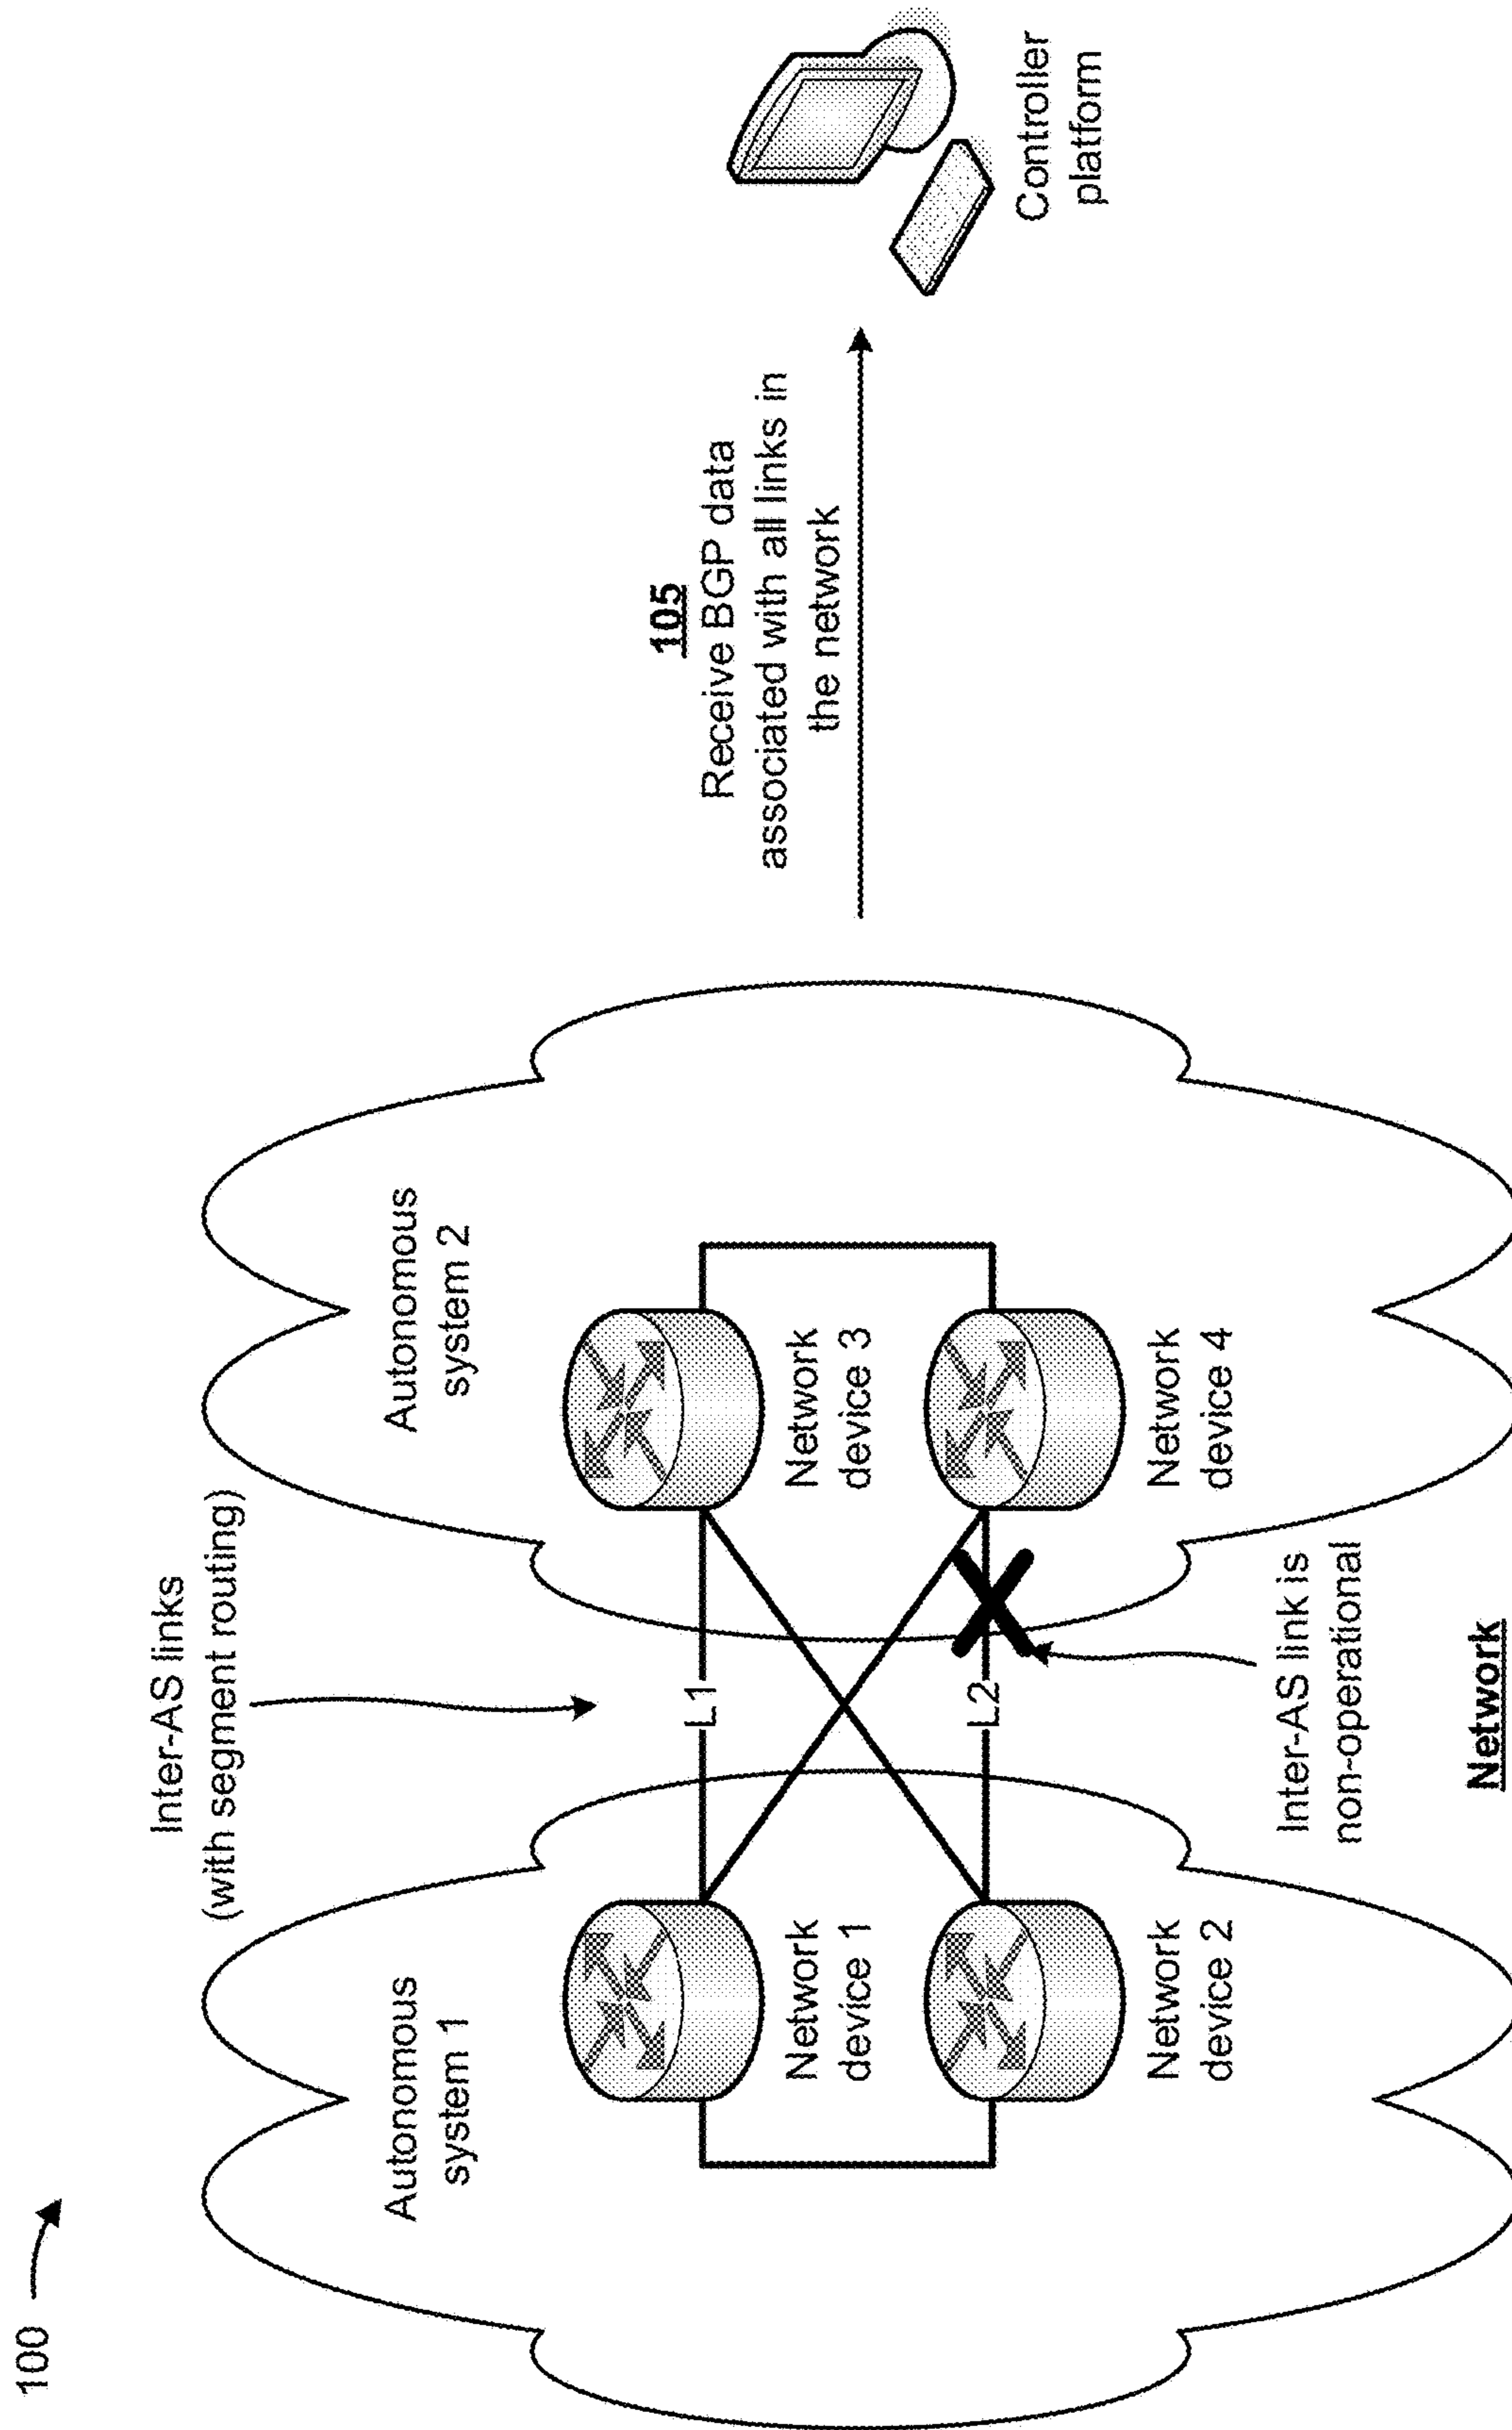 100
Inter-AS links
(with segment routing)
Autonomous
system 1
Autonomous
system 2
105
Receive BGP data
associated with all links in
the network
L1
Network
device 1
Network
device 3
L2
Network
device 2
Network
device 4
Controller
platform
Inter-AS link is
non-operational
Network